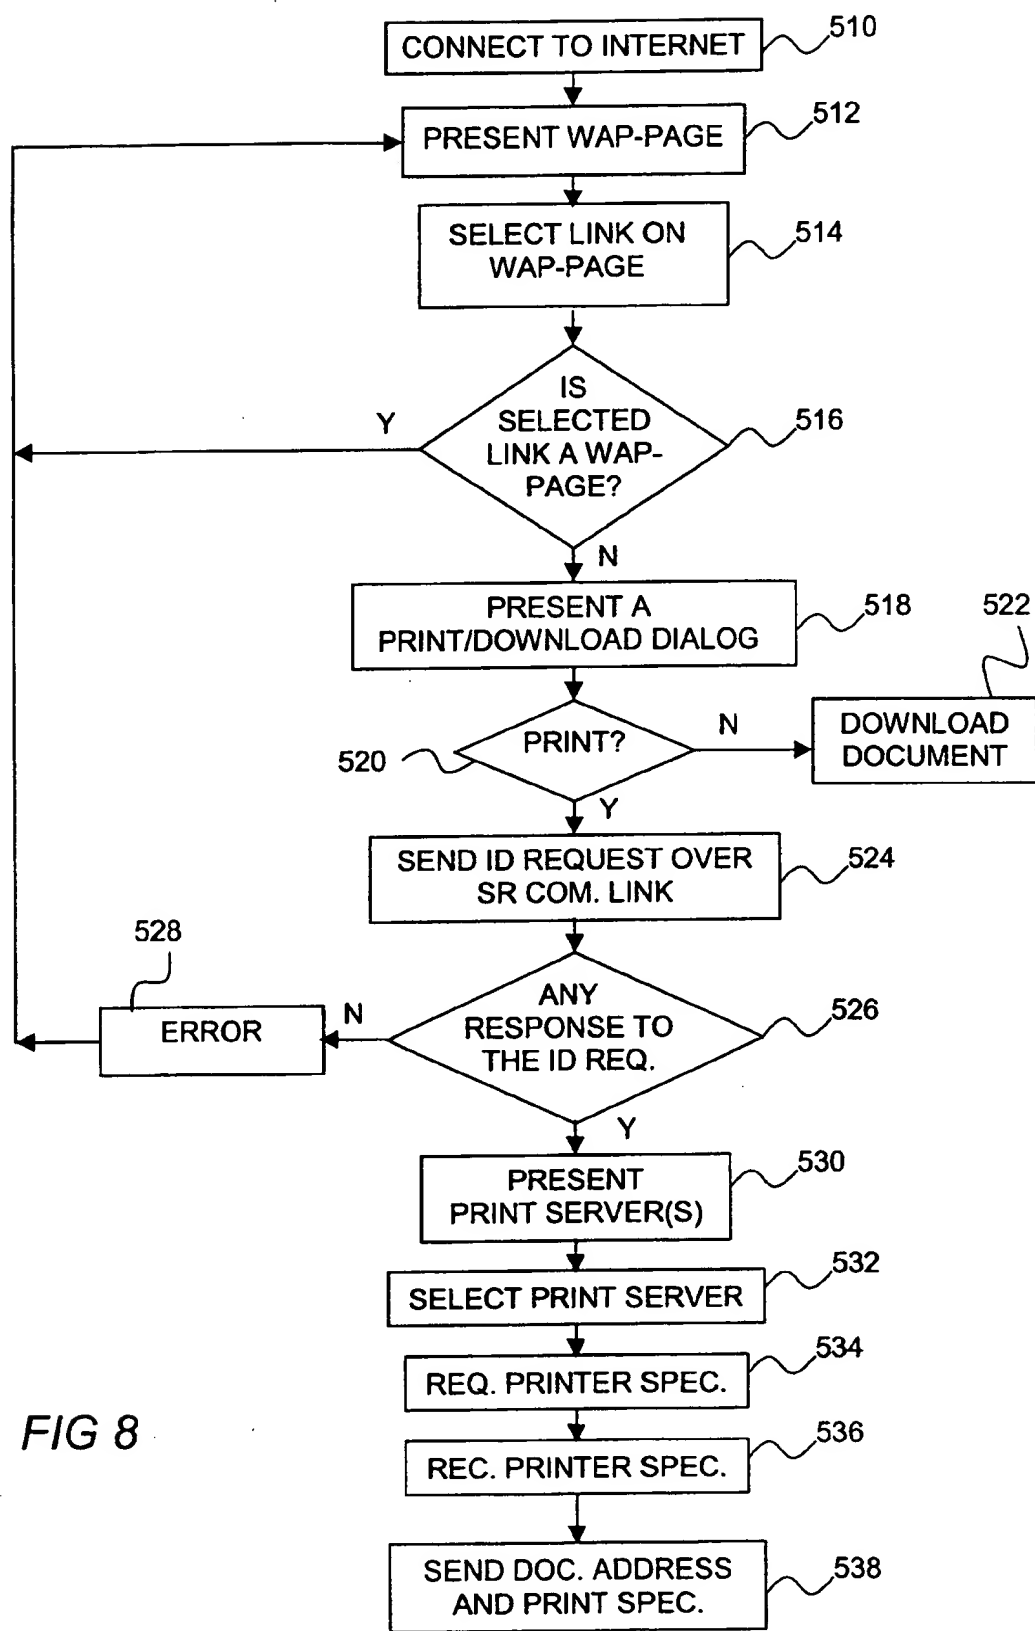 510
CONNECT TO INTERNET
512
PRESENT WAP-PAGE
SELECT LINK ON
WAP-PAGE
514
IS
SELECTED
LINK A WAP-
PAGE?
516
Y
N
PRESENT A
PRINT/DOWNLOAD DIALOG
518
522
PRINT?
520
N
DOWNLOAD
DOCUMENT
Y
SEND ID REQUEST OVER
SR COM. LINK
524
528
ERROR
N
ANY
RESPONSE TO
THE ID REQ.
526
Y
PRESENT
PRINT SERVER(S)
530
532
SELECT PRINT SERVER
534
REQ. PRINTER SPEC.
FIG 8
536
REC. PRINTER SPEC.
SEND DOC. ADDRESS
AND PRINT SPEC.
538